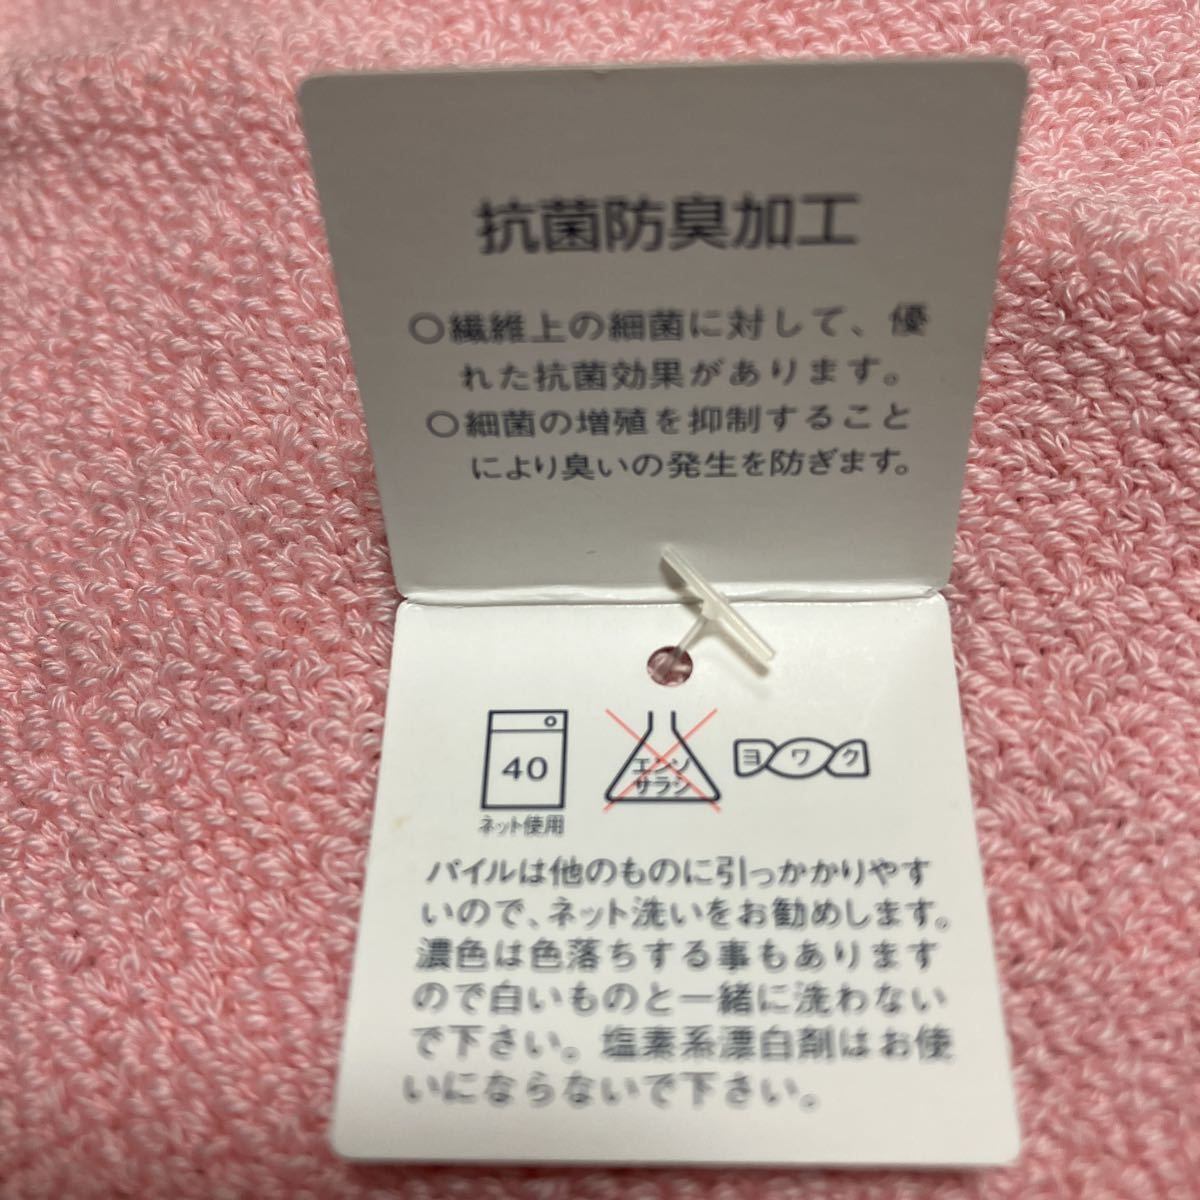 抗菌防臭加工
○繊維上の細菌に対して、優
れた抗菌効果があります。
○細菌の増殖を抑制すること
により臭いの発生を防ぎます。
40
エンソ
サラシ
ヨワク
ネット使用
パイルは他のものに引っかかりやす
いので、ネット洗いをお勧めします。
濃色は色落ちする事もあります
ので白いものと一緒に洗わない
で下さい。塩素系漂白剤はお使
いにならないで下さい。